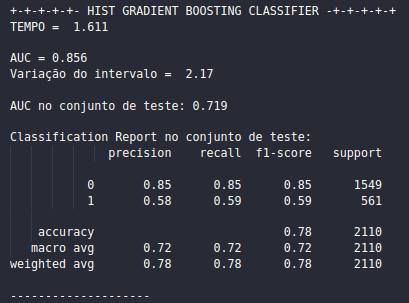 +-+-+-+-+- HIST GRADIENT BOOSTING CLASSIFIER -+-+-+-+-+
TEMPO =  1.611

AUC = 0.856
Variação do intervalo =  2.17

AUC no conjunto de teste: 0.719

Classification Report no conjunto de teste:
              precision    recall  f1-score   support

           0       0.85      0.85      0.85      1549
           1       0.58      0.59      0.59       561

    accuracy                           0.78      2110
   macro avg       0.72      0.72      0.72      2110
weighted avg       0.78      0.78      0.78      2110

--------------------